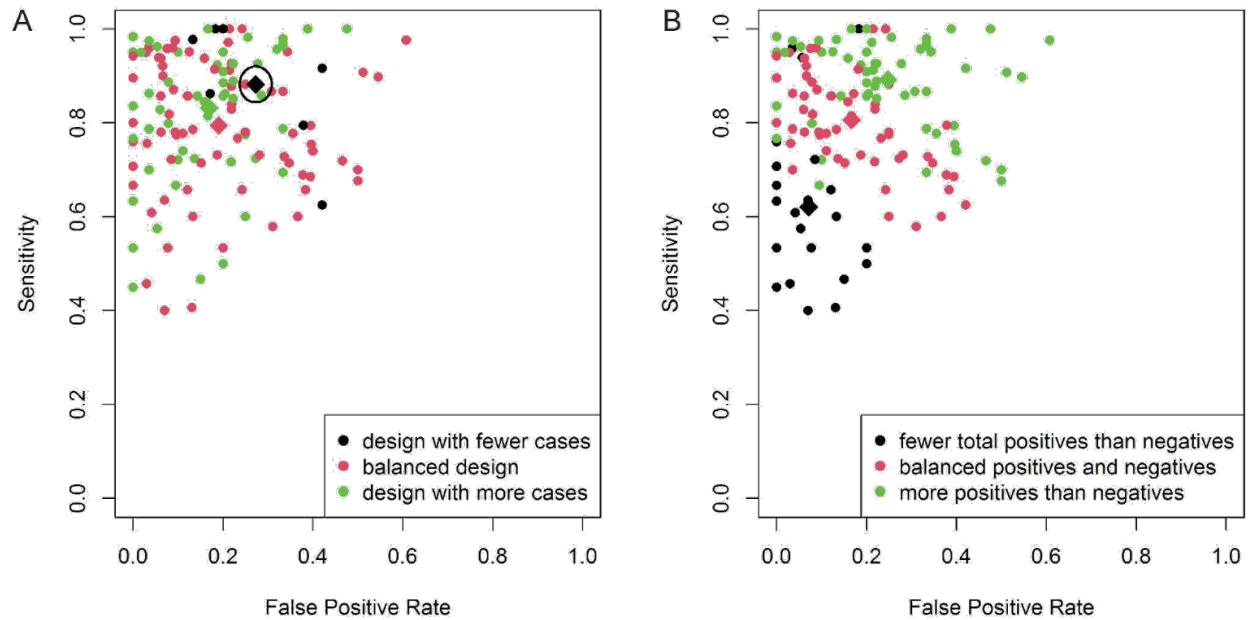 A
B
Sensitivity
1.0
0.8
0.6
0.4
0.2
0.0
design with fewer cases
balanced design
design with more cases
0.0 0.2 0.4 0.6 0.8 1.0
False Positive Rate
Sensitivity
1.0
0.8
0.6
0.4
0.2
0.0
fewer total positives than negatives
balanced positives and negatives
more positives than negatives
0.0 0.2 0.4 0.6 0.8 1.0
False Positive Rate